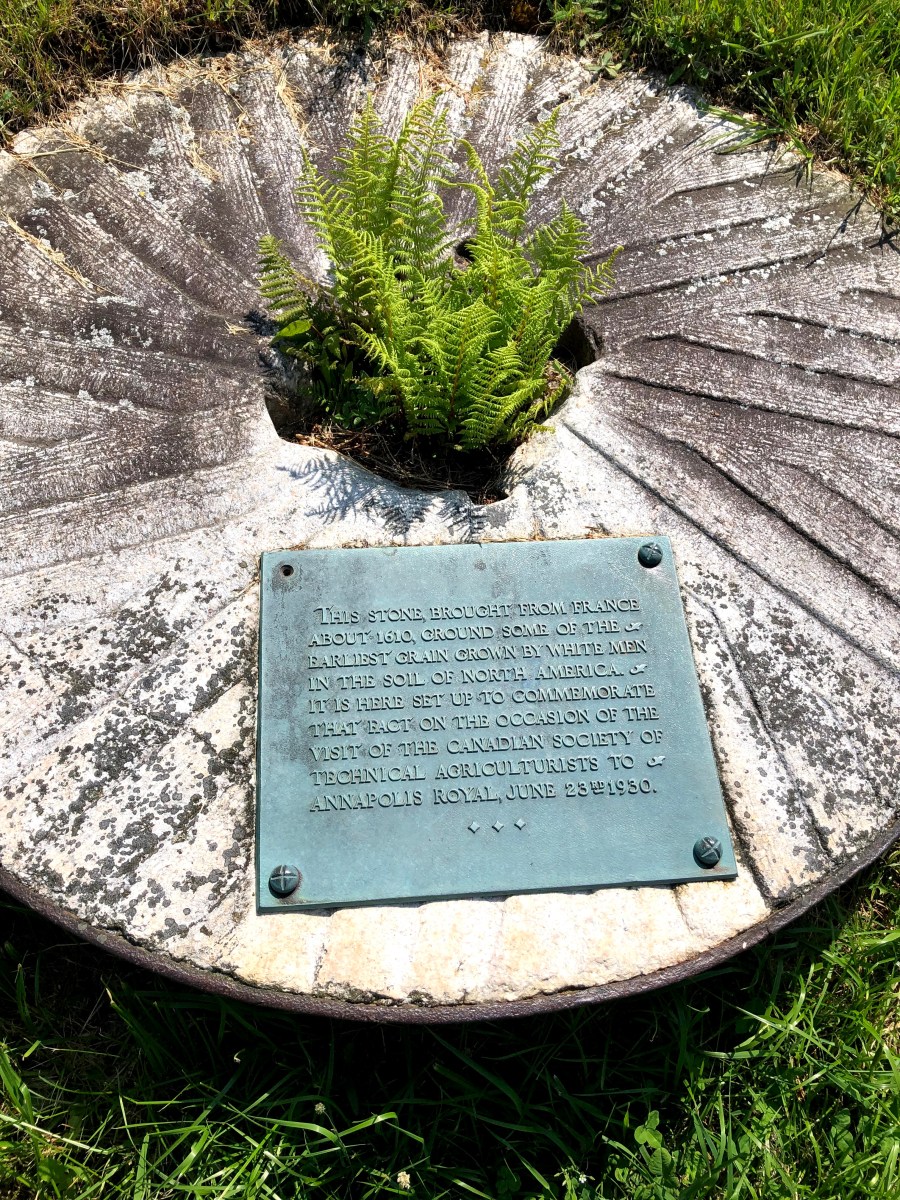 THIS STONE, BROUGHT FROM FRANCE
ABOUT 1610, GROUND SOME OF THE
EARLIEST GRAIN GROWN BY WHITE MEN
IN THE SOIL OF NORTH AMERICA.
IT IS HERE SET UP TO COMMEMORATE
THAT FACT ON THE OCCASION OF THE
VISIT OF THE CANADIAN SOCIETY OF
TECHNICAL AGRICULTURISTS TO
ANNAPOLIS ROYAL, JUNE 23RD 1930.